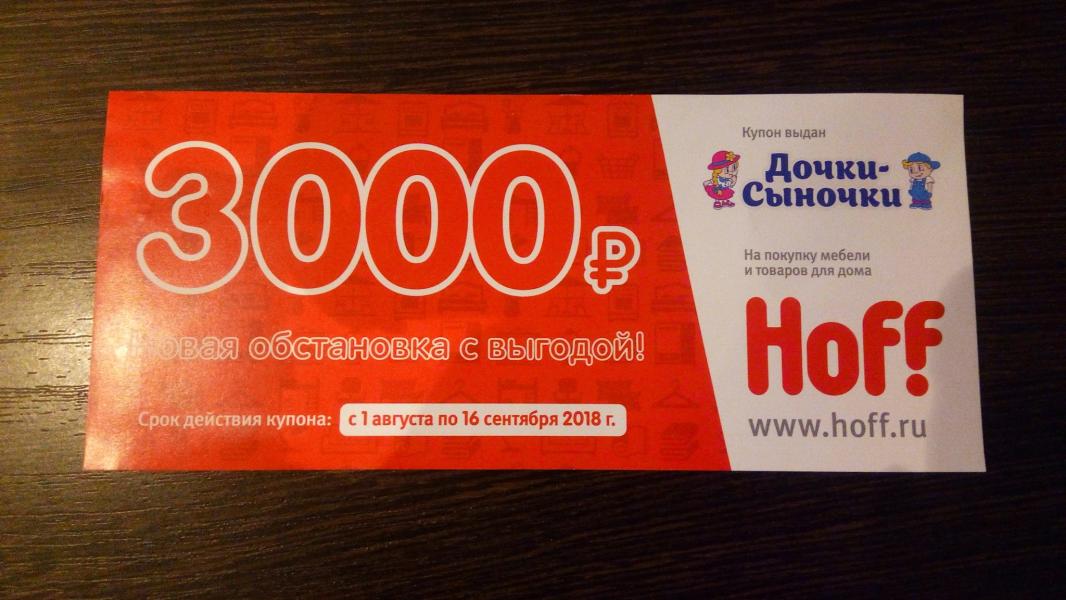 3000₽
Новая обстановка с выгодой!
Срок действия купона: с 1 августа по 16 сентября 2018 г.
Купон выдан
Дочки-
Сыночки
На покупку мебели
и товаров для дома
Hoff
www.hoff.ru